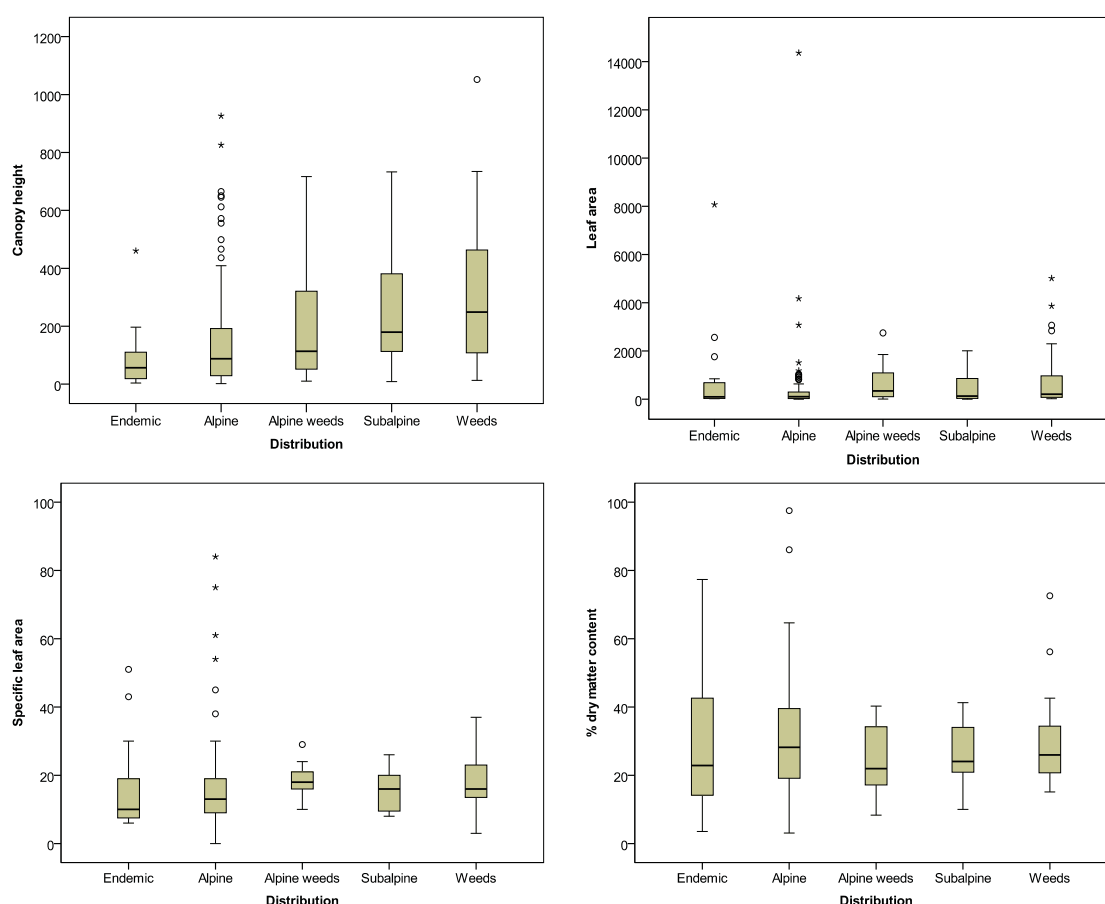 1200
1000
800
600
400
200
0
Canopy height
Endemic Alpine Alpine weeds Subalpine Weeds
Distribution
14000
12000
10000
8000
6000
4000
2000
0
Leaf area
Endemic Alpine Alpine weeds Subalpine Weeds
Distribution
100
80
60
40
20
0
Specific leaf area
Endemic Alpine Alpine weeds Subalpine Weeds
Distribution
100
80
60
40
20
0
% dry matter content
Endemic Alpine Alpine weeds Subalpine Weeds
Distribution